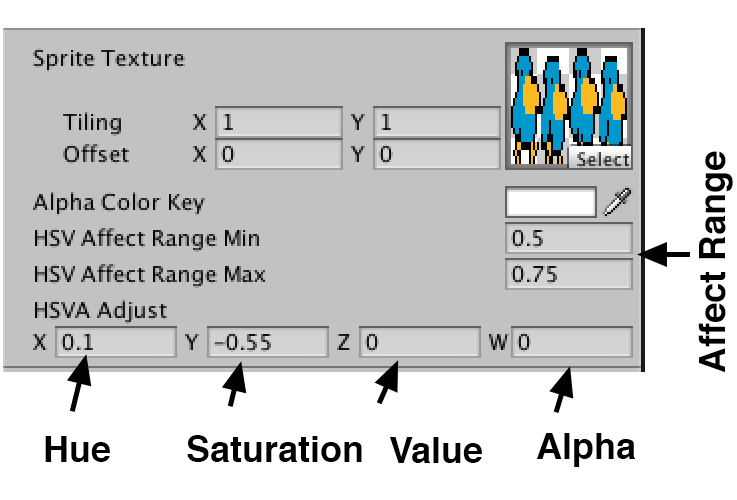 Sprite Texture
Tiling X 1 Y 1
Offset X 0 Y 0
Select
Alpha Color Key
HSV Affect Range Min 0.5
HSV Affect Range Max 0.75
HSVA Adjust
X 0.1 Y -0.55 Z 0 W 0
Affect Range
Hue Saturation Value Alpha